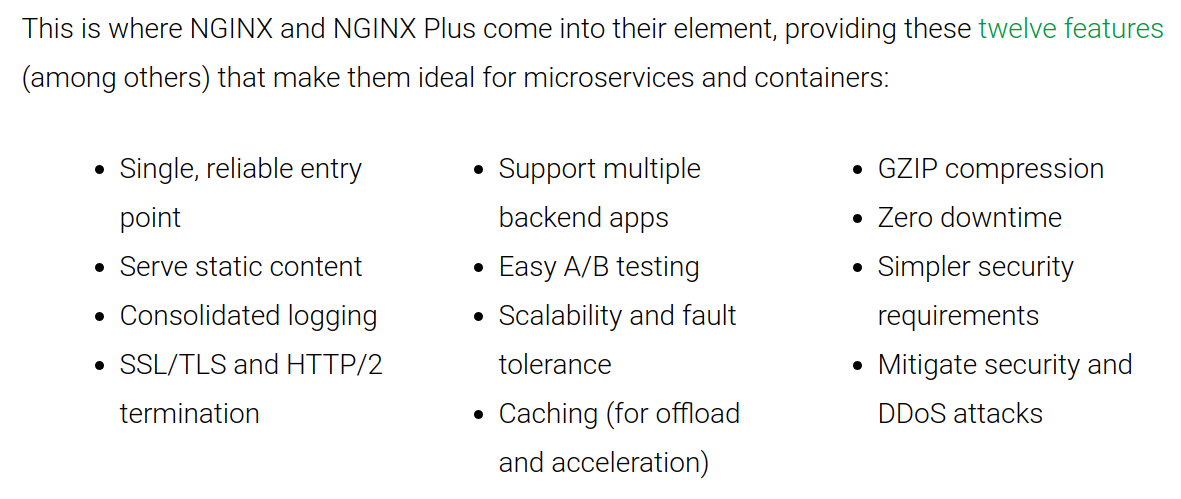 This is where NGINX and NGINX Plus come into their element, providing these twelve features
(among others) that make them ideal for microservices and containers:
• Single, reliable entry
point
• Serve static content
• Consolidated logging
• SSL/TLS and HTTP/2
termination
• Support multiple
backend apps
• Easy A/B testing
• Scalability and fault
tolerance
• Caching (for offload
and acceleration)
• GZIP compression
• Zero downtime
• Simpler security
requirements
• Mitigate security and
DDoS attacks